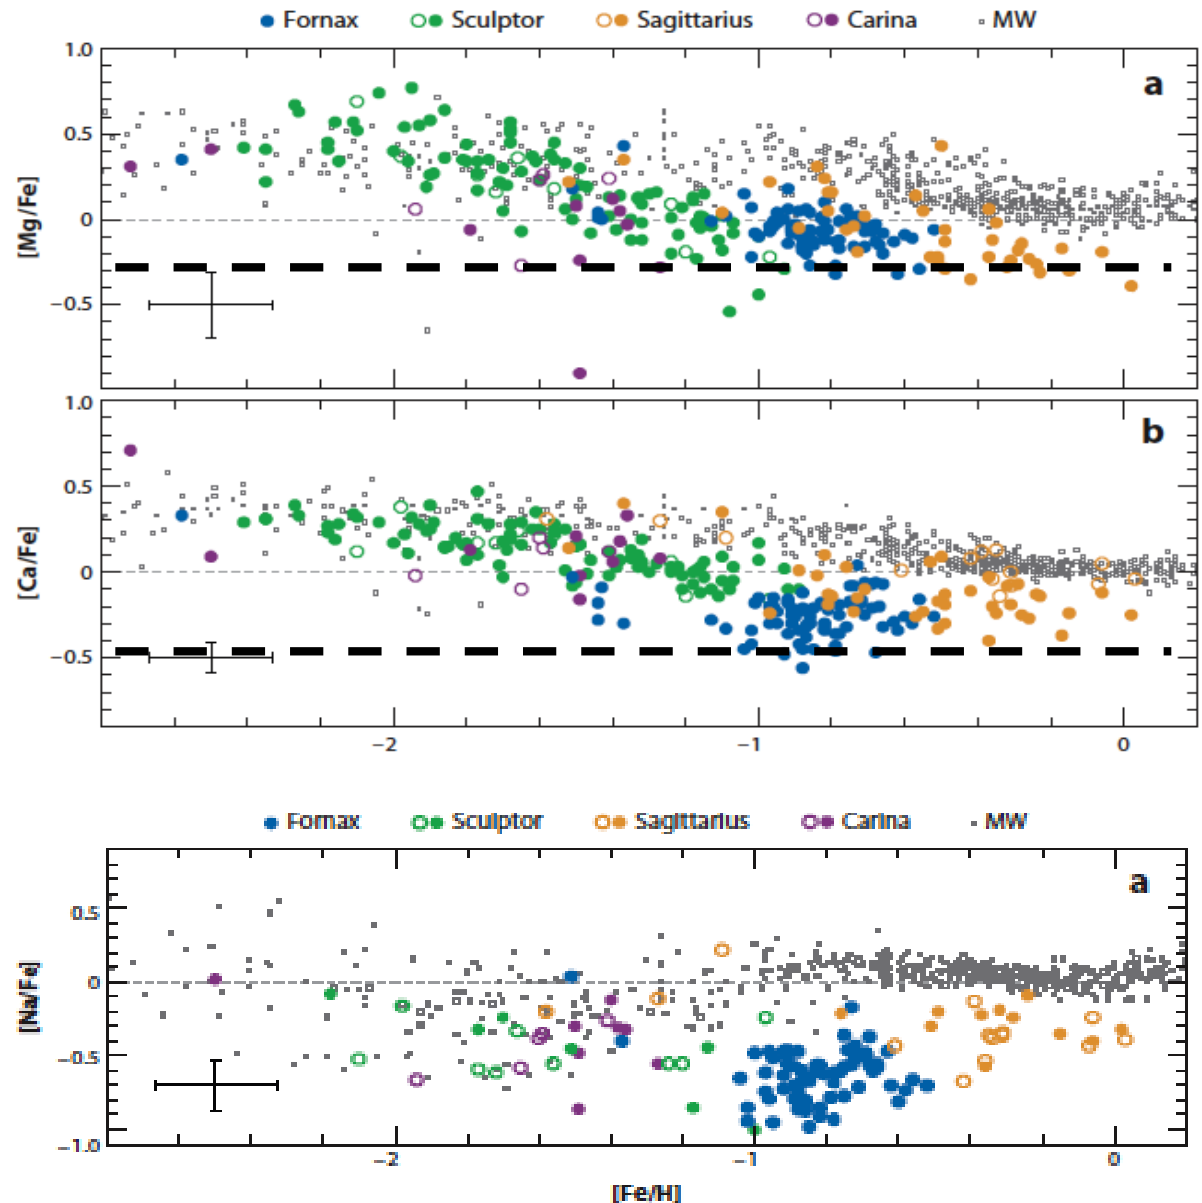 Fornax Sculptor Sagittarius Carina MW
1.0
a
0.5
[Mg/Fe]
0
−0.5
1.0
b
0.5
[Ca/Fe]
0
−0.5
−2 −1 0
Fornax Sculptor Sagittarius Carina MW
a
0.5
[Na/Fe]
0
−0.5
−1.0
−2 −1 0
[Fe/H]